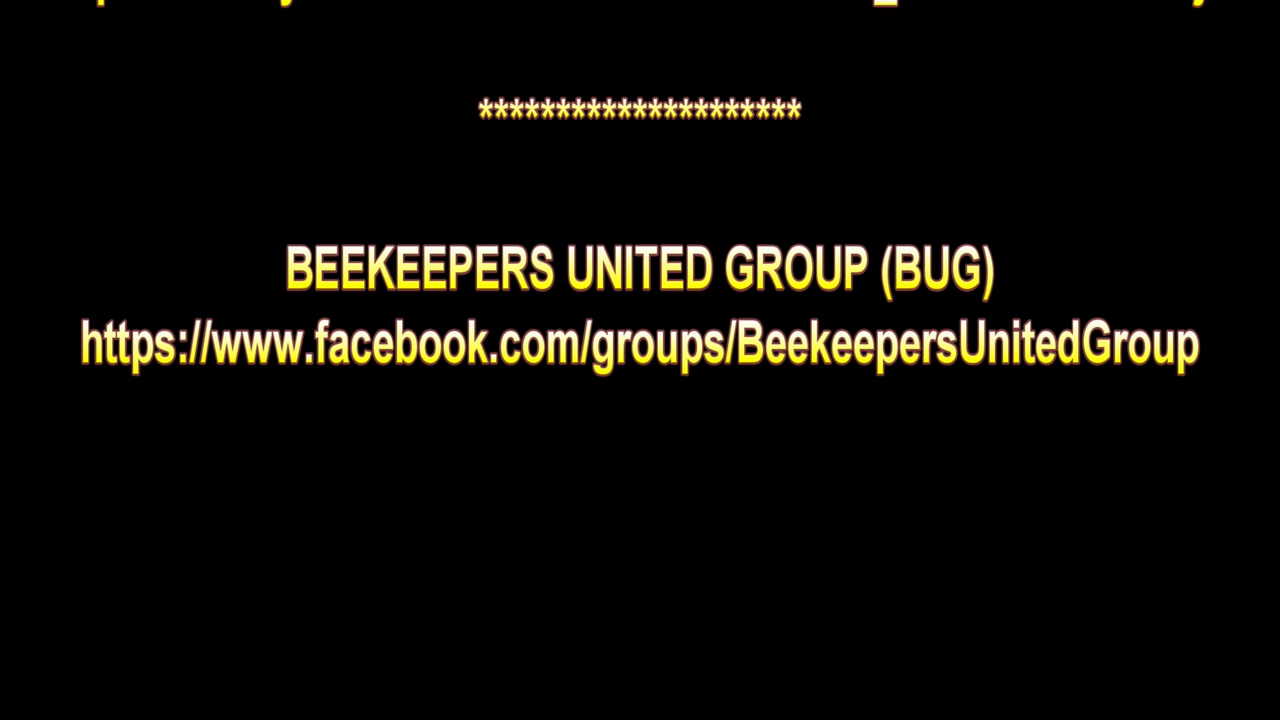 ********************* 
BEEKEEPERS UNITED GROUP (BUG)
https://www.facebook.com/groups/BeekeepersUnitedGroup